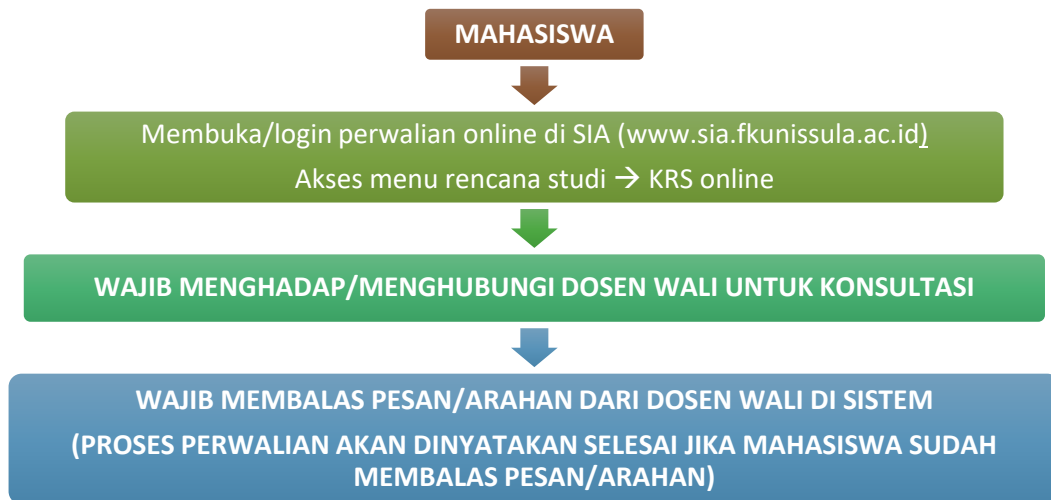 MAHASISWA
Membuka/login perwalian online di SIA (www.sia.fkunissula.ac.id)
Akses menu rencana studi → KRS online
WAJIB MENGHADAP/MENGHUBUNGI DOSEN WALI UNTUK KONSULTASI
WAJIB MEMBALAS PESAN/ARAHAN DARI DOSEN WALI DI SISTEM
(PROSES PERWALIAN AKAN DINYATAKAN SELESAI JIKA MAHASISWA SUDAH
MEMBALAS PESAN/ARAHAN)